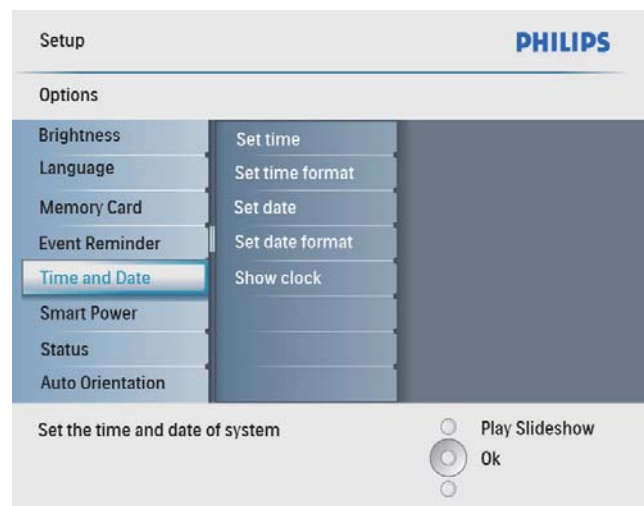 Setup
PHILIPS
Options
Brightness
Language
Memory Card
Event Reminder
Time and Date
Smart Power
Status
Auto Orientation
Set time
Set time format
Set date
Set date format
Show clock
Set the time and date of system
Play Slideshow
Ok